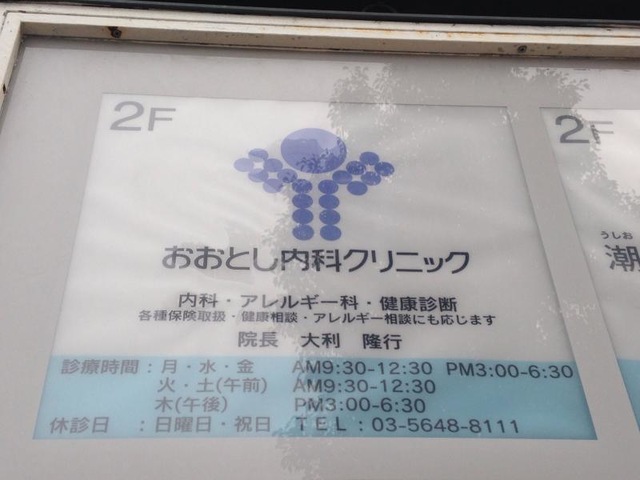 2F
おおとし内科クリニック
内科・アレルギー科・健康診断
各種保険取扱・健康相談・アレルギー相談にも応じます
院長 大利 隆行
診療時間：月・水・金 AM9:30-12:30 PM3:00-6:30
火・土(午前) AM9:30-12:30
木(午後) PM3:00-6:30
休診日 ：日曜日・祝日 TEL：03-5648-8111
2F
うしお
潮